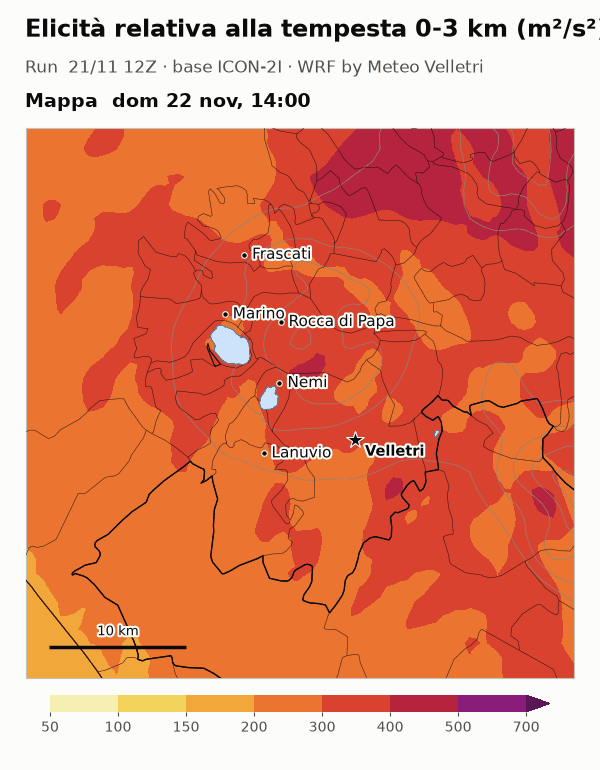 Elicità relativa alla tempesta 0-3 km (m²/s²)
Run  21/11 12Z · base ICON-2I · WRF by Meteo Velletri
Mappa  dom 22 nov, 14:00
Frascati
Marino
Rocca di Papa
Nemi
Velletri
Lanuvio
10 km
50 100 150 200 300 400 500 700